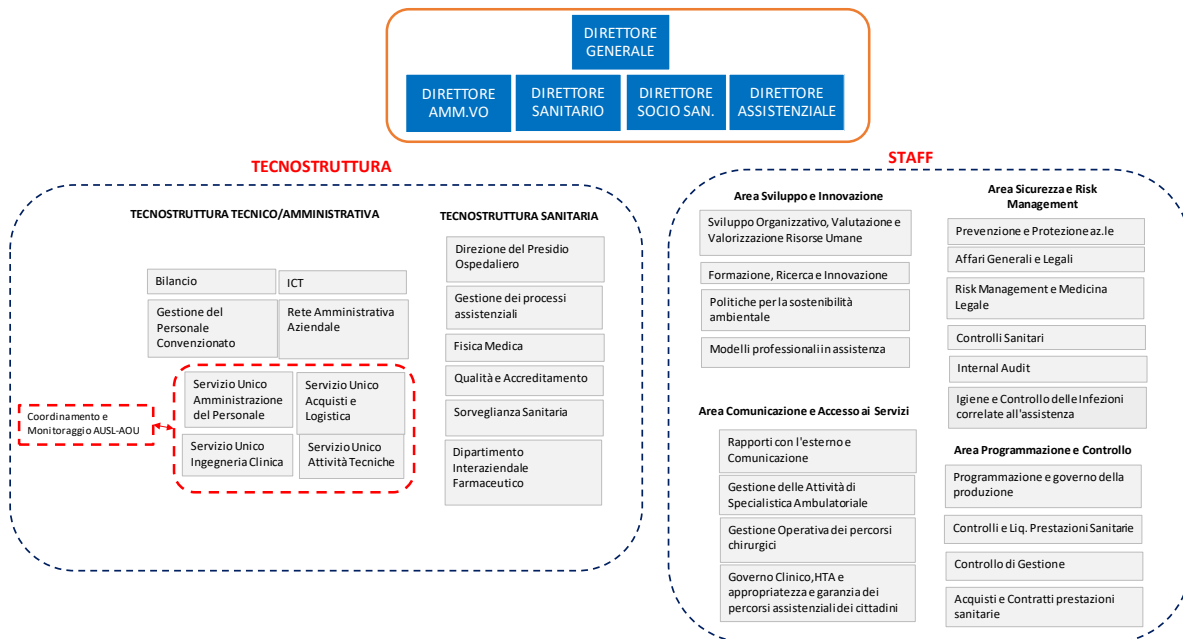 DIRETTORE
GENERALE
DIRETTORE
AMM.VO
DIRETTORE
SANITARIO
DIRETTORE
SOCIO SAN.
DIRETTORE
ASSISTENZIALE
TECNOSTRUTTURA
TECNOSTRUTTURA TECNICO/AMMINISTRATIVA
Bilancio
ICT
Gestione del
Personale
Convenzionato
Rete Amministrativa
Aziendale
Servizio Unico
Amministrazione
del Personale
Servizio Unico
Acquisti e
Logistica
Servizio Unico
Ingegneria Clinica
Servizio Unico
Attività Tecniche
Coordinamento e
Monitoraggio AUSL-AOU
TECNOSTRUTTURA SANITARIA
Direzione del Presidio
Ospedaliero
Gestione dei processi
assistenziali
Fisica Medica
Qualità e Accreditamento
Sorveglianza Sanitaria
Dipartimento
Interaziendale
Farmaceutico
STAFF
Area Sviluppo e Innovazione
Sviluppo Organizzativo, Valutazione e
Valorizzazione Risorse Umane
Formazione, Ricerca e Innovazione
Politiche per la sostenibilità
ambientale
Modelli professionali in assistenza
Area Comunicazione e Accesso ai Servizi
Rapporti con l'esterno e
Comunicazione
Gestione delle Attività di
Specialistica Ambulatoriale
Gestione Operativa dei percorsi
chirurgici
Governo Clinico,HTA e
appropriatezza e garanzia dei
percorsi assistenziali dei cittadini
Area Sicurezza e Risk
Management
Prevenzione e Protezione az.le
Affari Generali e Legali
Risk Management e Medicina
Legale
Controlli Sanitari
Internal Audit
Igiene e Controllo delle Infezioni
correlate all'assistenza
Area Programmazione e Controllo
Programmazione e governo della
produzione
Controlli e Liq. Prestazioni Sanitarie
Controllo di Gestione
Acquisti e Contratti prestazioni
sanitarie